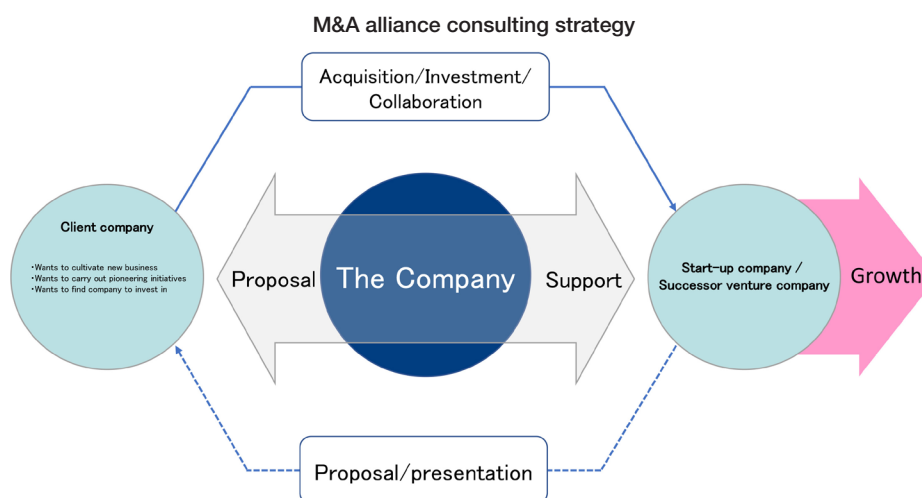 M&A alliance consulting strategy
Acquisition/Investment/
Collaboration
Client company
・Wants to cultivate new business
・Wants to carry out pioneering initiatives
・Wants to find company to invest in
Proposal
The Company
Support
Start-up company /
Successor venture company
Growth
Proposal/presentation